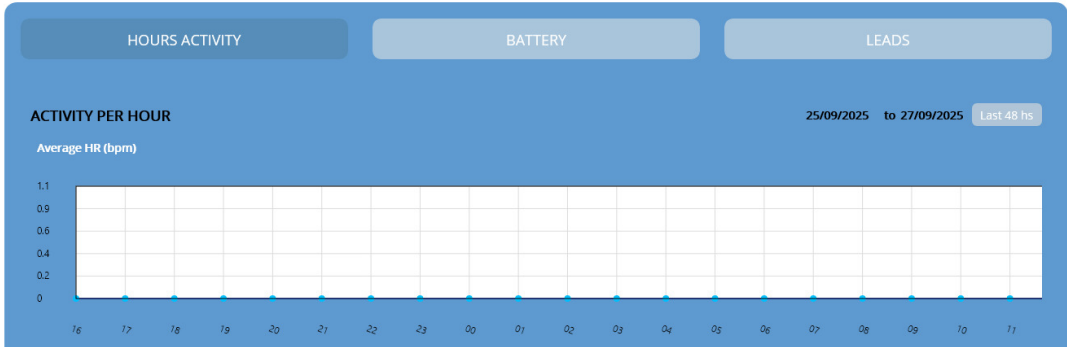 HOURS ACTIVITY BATTERY LEADS
ACTIVITY PER HOUR 25/09/2025 to 27/09/2025 Last 48 hs
Average HR (bpm)
1.1
0.9
0.6
0.4
0.2
0
16 17 18 19 20 21 22 23 00 01 02 03 04 05 06 07 08 09 10 11